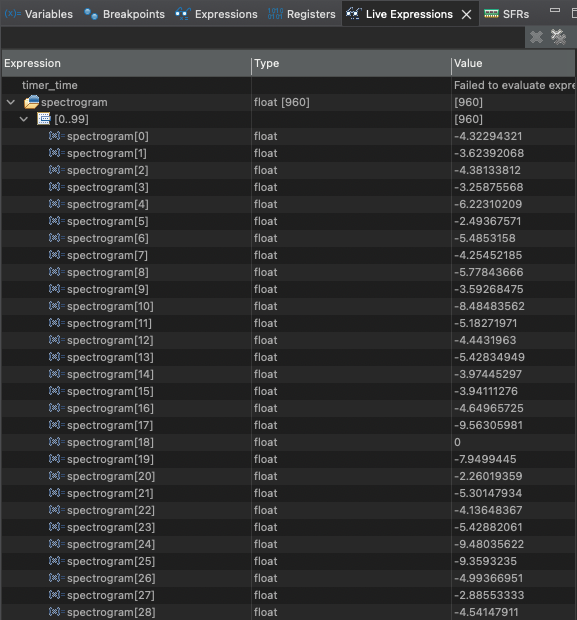 Variables Breakpoints Expressions Registers Live Expressions SFRs
Expression Type Value
timer_time Failed to evaluate expre
spectrogram float [960] [960]
[0..99] [960]
spectrogram[0] float -4.32294321
spectrogram[1] float -3.62392068
spectrogram[2] float -4.38133812
spectrogram[3] float -3.25875568
spectrogram[4] float -6.22310209
spectrogram[5] float -2.49367571
spectrogram[6] float -5.4853158
spectrogram[7] float -4.25452185
spectrogram[8] float -5.77843666
spectrogram[9] float -3.59268475
spectrogram[10] float -8.48483562
spectrogram[11] float -5.18271971
spectrogram[12] float -4.4431963
spectrogram[13] float -5.42834949
spectrogram[14] float -3.97445297
spectrogram[15] float -3.94111276
spectrogram[16] float -4.64965725
spectrogram[17] float -9.56305981
spectrogram[18] float 0
spectrogram[19] float -7.9499445
spectrogram[20] float -2.26019359
spectrogram[21] float -5.30147934
spectrogram[22] float -4.13648367
spectrogram[23] float -5.42882061
spectrogram[24] float -9.48035622
spectrogram[25] float -9.3593235
spectrogram[26] float -4.99366951
spectrogram[27] float -2.88553333
spectrogram[28] float -4.54147911